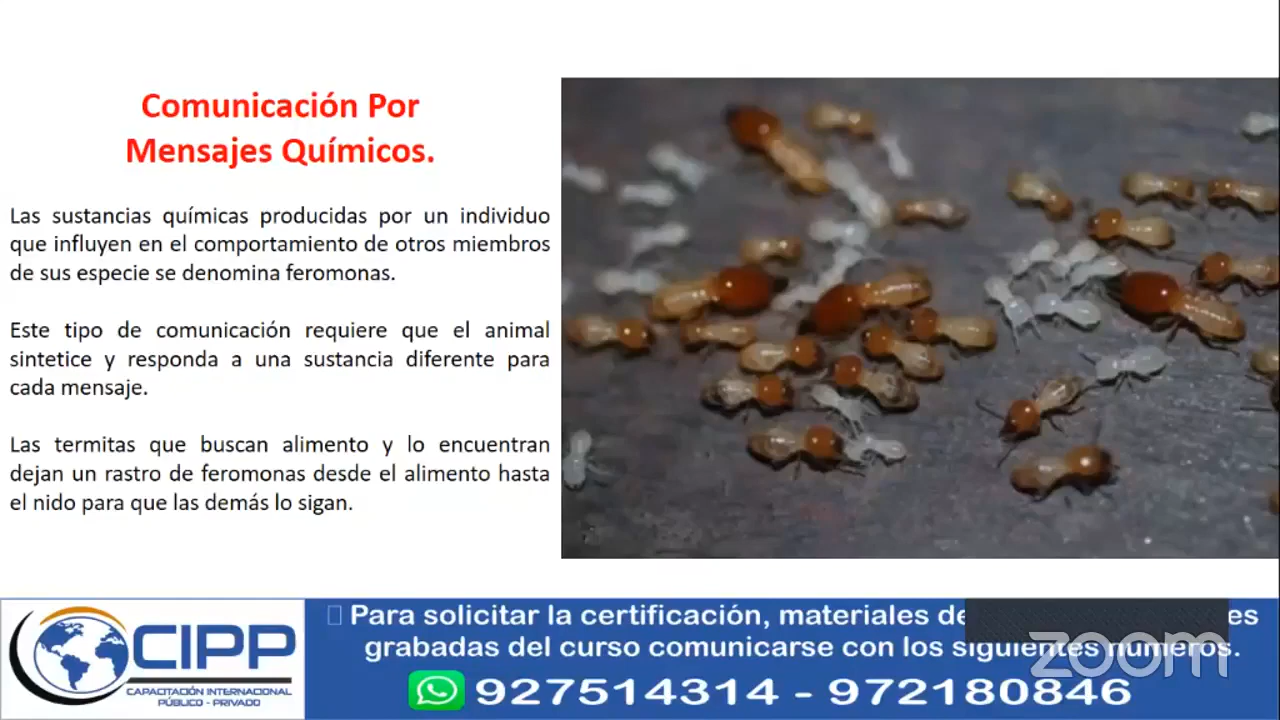 Comunicación Por
Mensajes Químicos.
Las sustancias químicas producidas por un individuo
que influyen en el comportamiento de otros miembros
de sus especie se denomina feromonas.
Este tipo de comunicación requiere que el animal
sintetice y responda a una sustancia diferente para
cada mensaje.
Las termitas que buscan alimento y lo encuentran
dejan un rastro de feromonas desde el alimento hasta
el nido para que las demás lo sigan.
CIPP
CAPACITACIÓN INTERNACIONAL
PÚBLICO - PRIVADO
Para solicitar la certificación, materiales de es
grabadas del curso comunicarse con los siguientes números.
927514314 - 972180846
zoom